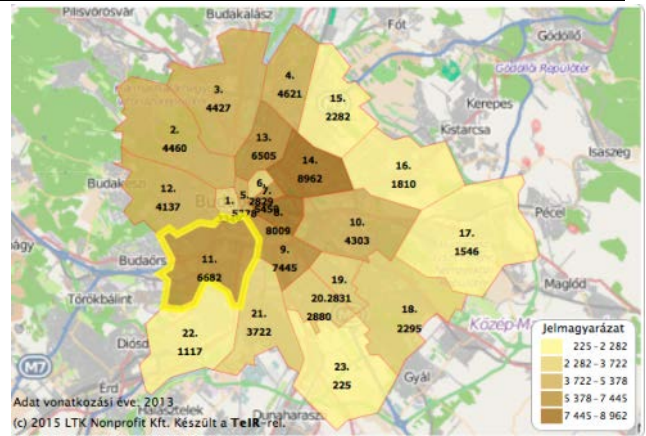 Pilisvörösvár
Budakalász
Fót
Gödöllő
Gödöllői Repülőtér
3.
4427
4.
4621
15.
2282
Kerepes
Kistarcsa
Isaszeg
2.
4460
13.
6505
14.
8962
16.
1810
12.
4137
1.
5.
6.
7.
2829
8.
8009
10.
4303
Pécel
17.
1546
Budaörs
11.
6682
9.
7445
Törökbálint
19.
20.2831
2880
Maglód
21.
3722
18.
2295
22.
1117
Diósd
M7
23.
225
Gyál
Érd
Halásztelek
Dunaharaszti
Jelmagyarázat
225 - 2 282
2 282 - 3 722
3 722 - 5 378
5 378 - 7 445
7 445 - 8 962
Adat vonatkozási éve: 2013
(c) 2015 LTK Nonprofit Kft. Készült a TeIR-rel.